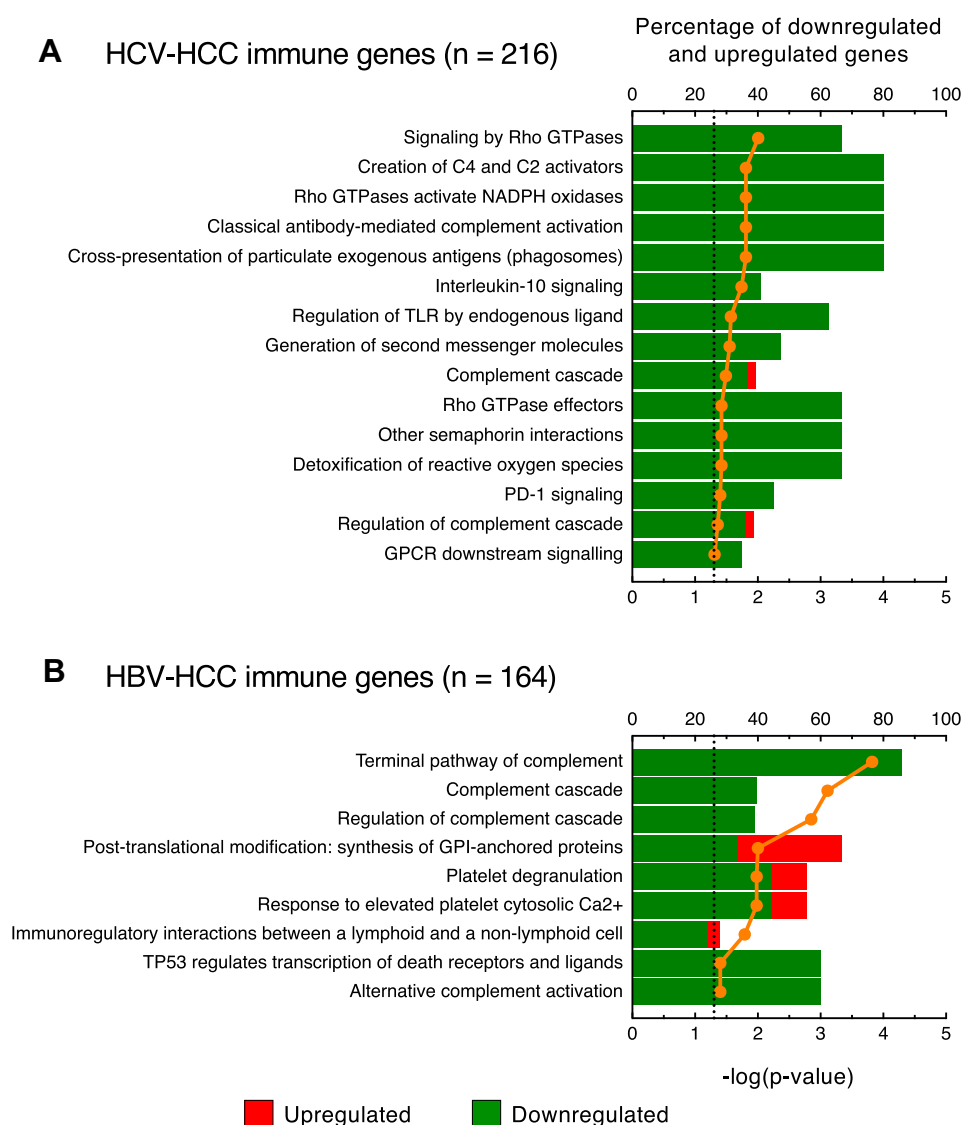 A HCV-HCC immune genes (n = 216)
Percentage of downregulated
and upregulated genes
0 20 40 60 80 100
Signaling by Rho GTPases
Creation of C4 and C2 activators
Rho GTPases activate NADPH oxidases
Classical antibody-mediated complement activation
Cross-presentation of particulate exogenous antigens (phagosomes)
Interleukin-10 signaling
Regulation of TLR by endogenous ligand
Generation of second messenger molecules
Complement cascade
Rho GTPase effectors
Other semaphorin interactions
Detoxification of reactive oxygen species
PD-1 signaling
Regulation of complement cascade
GPCR downstream signalling
0 1 2 3 4 5
B HBV-HCC immune genes (n = 164)
0 20 40 60 80 100
Terminal pathway of complement
Complement cascade
Regulation of complement cascade
Post-translational modification: synthesis of GPI-anchored proteins
Platelet degranulation
Response to elevated platelet cytosolic Ca2+
Immunoregulatory interactions between a lymphoid and a non-lymphoid cell
TP53 regulates transcription of death receptors and ligands
Alternative complement activation
0 1 2 3 4 5
-log(p-value)
Upregulated Downregulated